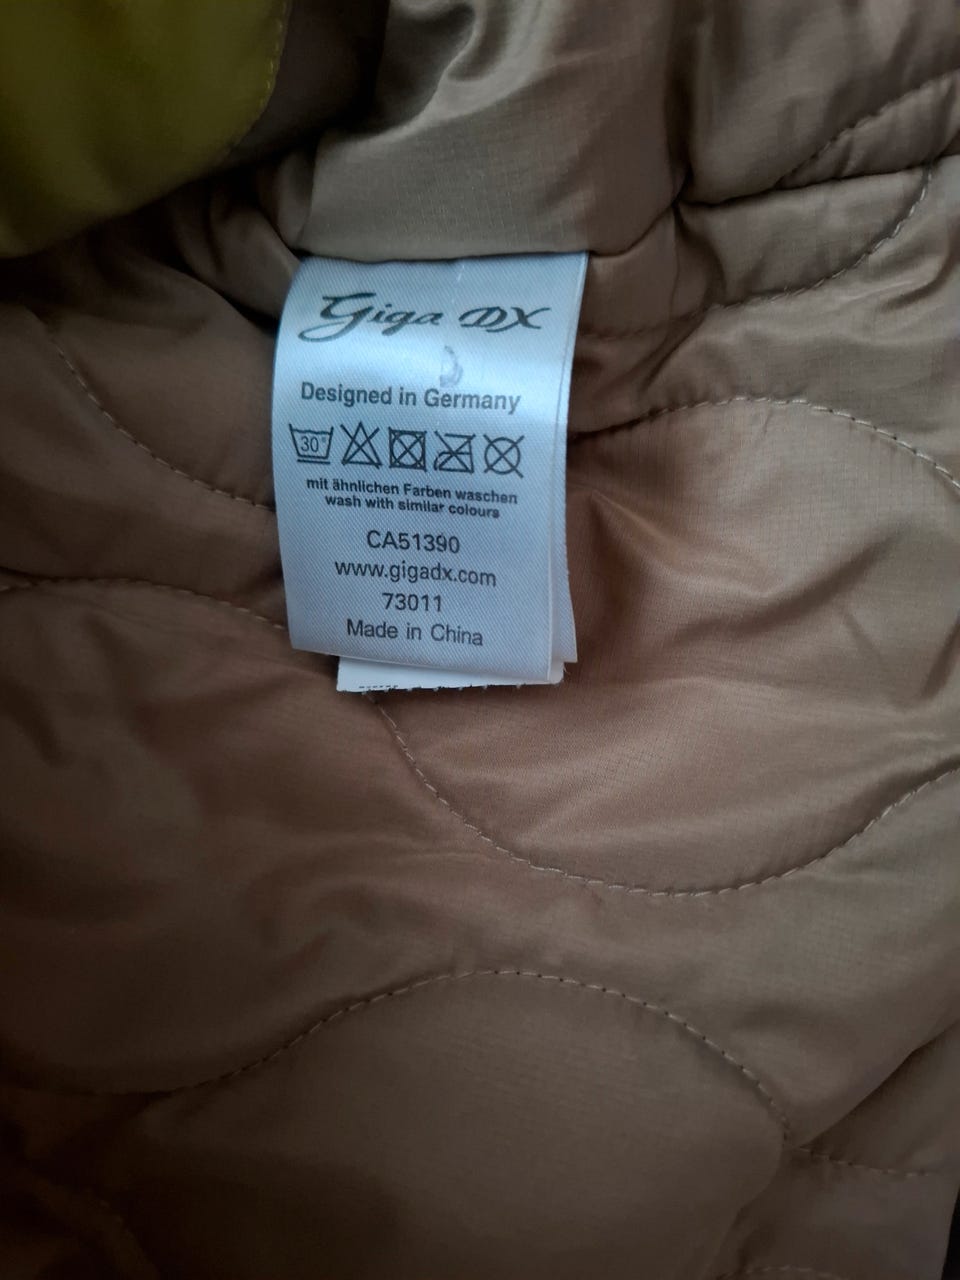 Giga DX
Designed in Germany
30°
mit ähnlichen Farben waschen
wash with similar colours
CA51390
www.gigadx.com
73011
Made in China